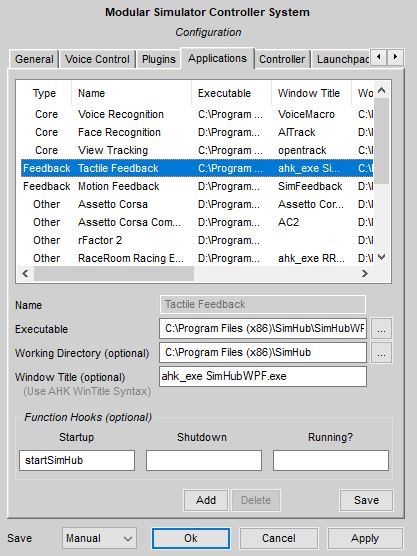 Modular Simulator Controller System
Configuration
General Voice Control Plugins Applications Controller Launchpad
Type Name Executable Window Title
Core Voice Recognition C:\Program ... VoiceMacro C:\
Core Face Recognition C:\Program ... AITrack
Core View Tracking C:\Program ... opentrack
Feedback Tactile Feedback C:\Program ... ahk_exe Si... C:\
Feedback Motion Feedback D:\Program ... SimFeedback
Other Assetto Corsa D:\Program ... Assetto Cor...
Other Assetto Corsa Com... D:\Program ... AC2
Other rFactor 2 D:\Program ...
Other RaceRoom Racing E... D:\Program ... ahk_exe RR...
Name Tactile Feedback
Executable C:\Program Files (x86)\SimHub\SimHubWP ...
Working Directory (optional) C:\Program Files (x86)\SimHub ...
Window Title (optional) ahk_exe SimHubWPF.exe
(Use AHK WinTitle Syntax)
Function Hooks (optional)
Startup Shutdown Running?
startSimHub
Add Delete Save
Save Manual Ok Cancel Apply